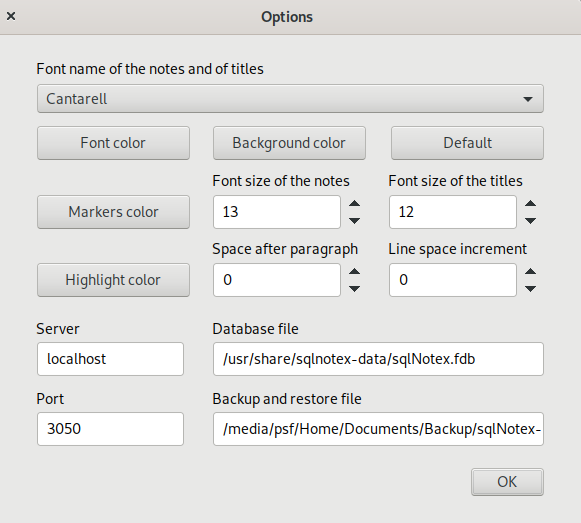 Options
Font name of the notes and of titles
Cantarell
Font color Background color Default
Font size of the notes Font size of the titles
Markers color 13 12
Space after paragraph Line space increment
Highlight color 0 0
Server Database file
localhost /usr/share/sqlnotex-data/sqlNotex.fdb
Port Backup and restore file
3050 /media/psf/Home/Documents/Backup/sqlNotex-
OK